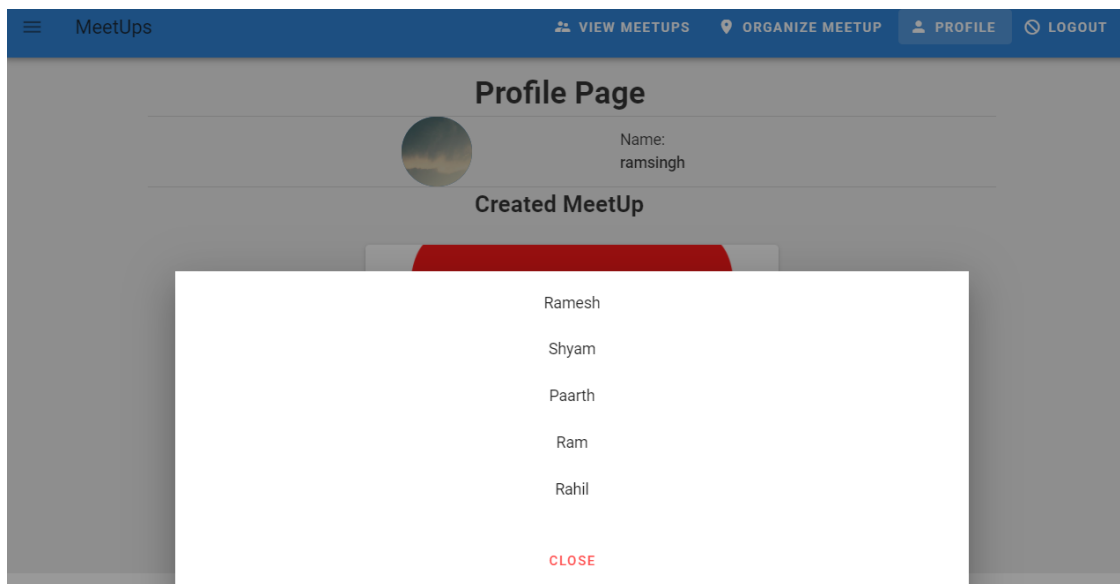 MeetUps VIEW MEETUPS ORGANIZE MEETUP PROFILE LOGOUT
Profile Page
Name:
ramsingh
Created MeetUp
Ramesh
Shyam
Paarth
Ram
Rahil
CLOSE